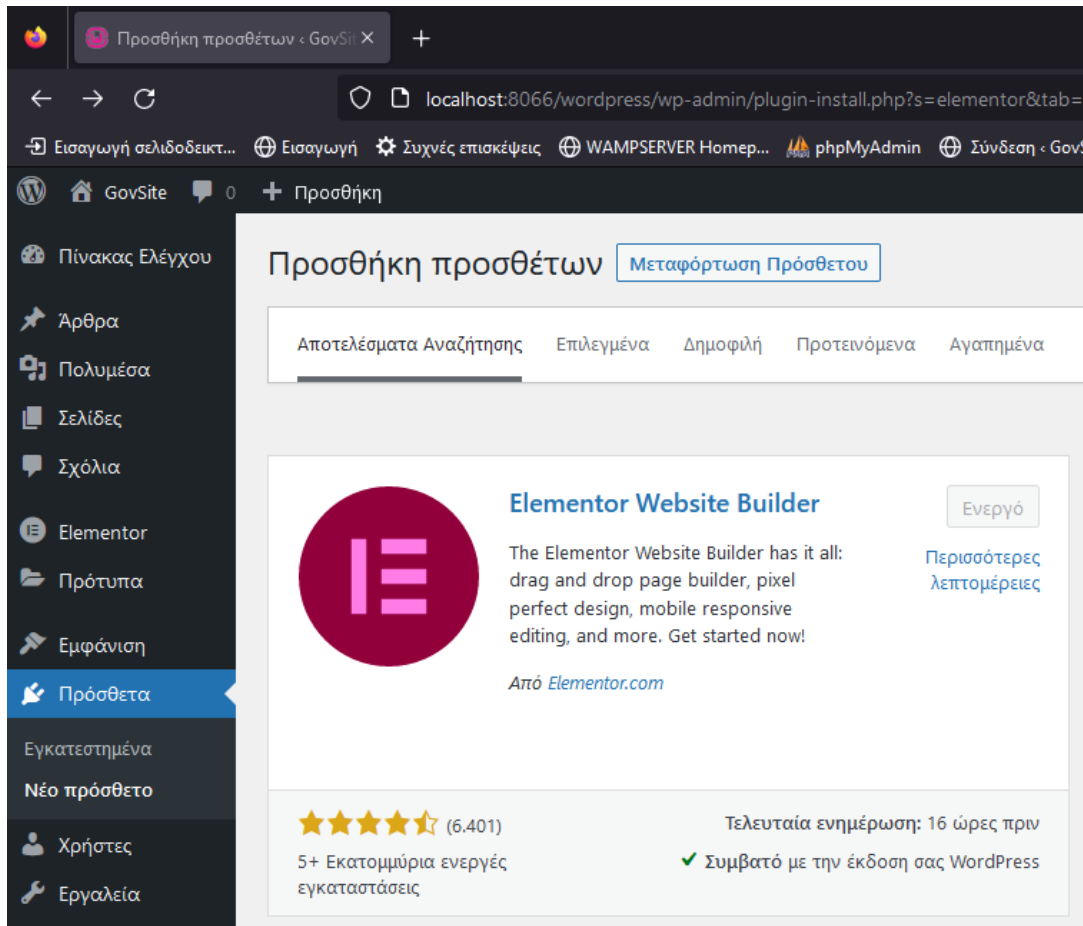 Προσθήκη προσθέτων ‹ GovSit
localhost:8066/wordpress/wp-admin/plugin-install.php?s=elementor&tab=
Εισαγωγή σελιδοδεικτ... Εισαγωγή Συχνές επισκέψεις WAMPSERVER Homep... phpMyAdmin Σύνδεση ‹ GovS
GovSite 0 Προσθήκη
Πίνακας Ελέγχου
Άρθρα
Πολυμέσα
Σελίδες
Σχόλια
Elementor
Πρότυπα
Εμφάνιση
Πρόσθετα
Εγκατεστημένα
Νέο πρόσθετο
Χρήστες
Εργαλεία
Προσθήκη προσθέτων Μεταφόρτωση Πρόσθετου
Αποτελέσματα Αναζήτησης Επιλεγμένα Δημοφιλή Προτεινόμενα Αγαπημένα
Elementor Website Builder
Ενεργό
Περισσότερες
λεπτομέρειες
The Elementor Website Builder has it all:
drag and drop page builder, pixel
perfect design, mobile responsive
editing, and more. Get started now!
Από Elementor.com
(6.401)
5+ Εκατομμύρια ενεργές
εγκαταστάσεις
Τελευταία ενημέρωση: 16 ώρες πριν
Συμβατό με την έκδοση σας WordPress